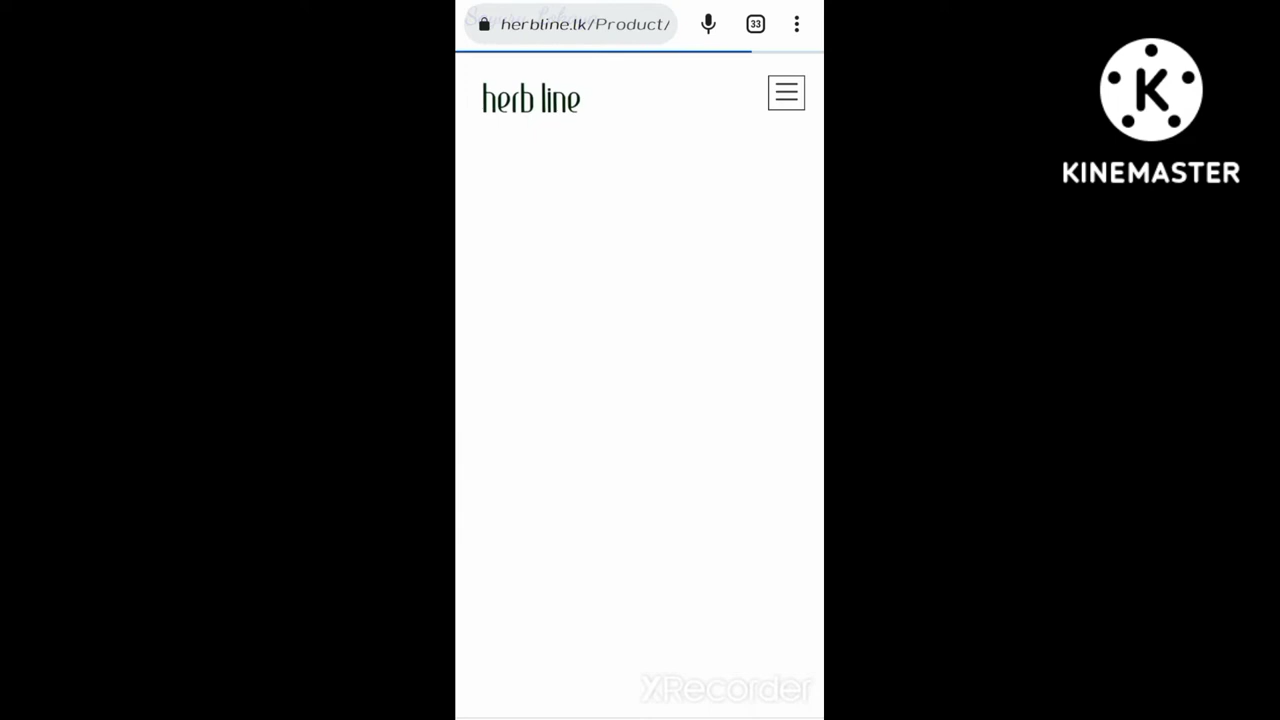 herbline.lk/Product/
33
herb line
K
KINEMASTER
XRecorder